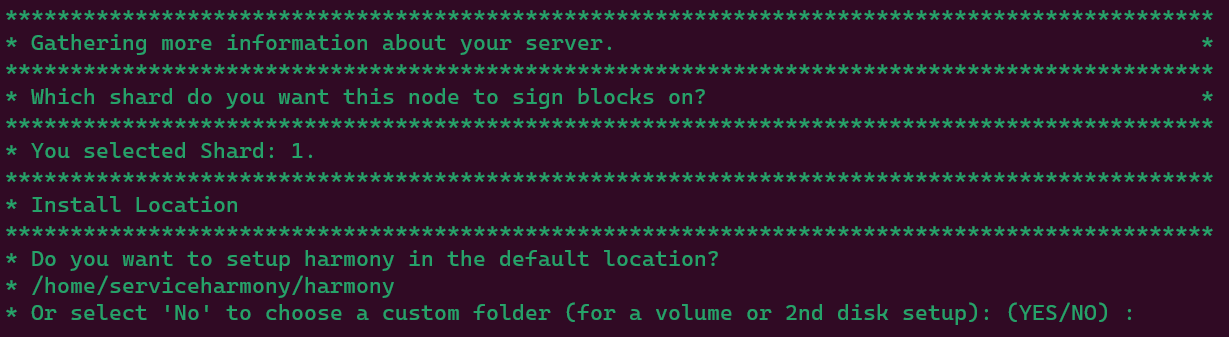 *********************************************************************************************
* Gathering more information about your server. *
*********************************************************************************************
* Which shard do you want this node to sign blocks on? *
*********************************************************************************************
* You selected Shard: 1.
*********************************************************************************************
* Install Location
*********************************************************************************************
* Do you want to setup harmony in the default location?
* /home/serviceharmony/harmony
* Or select 'No' to choose a custom folder (for a volume or 2nd disk setup): (YES/NO) :